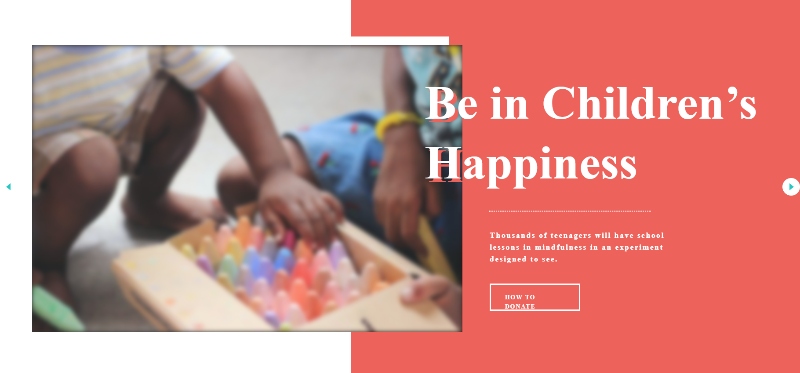 Be in Children’s
Happiness
Thousands of teenagers will have school
lessons in mindfulness in an experiment
designed to see.
HOW TO
DONATE